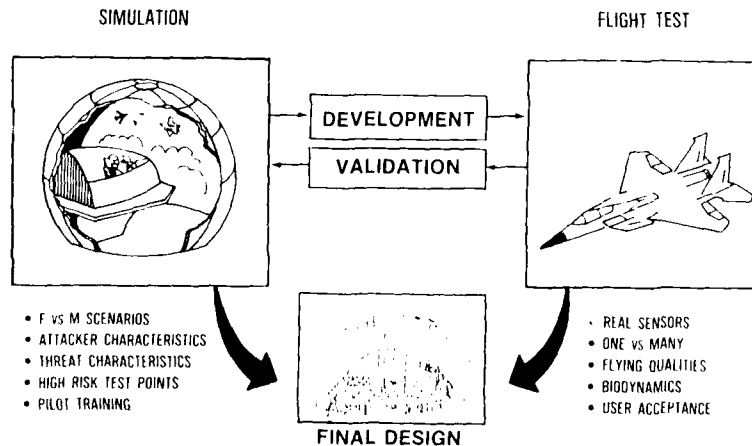 SIMULATION
FLIGHT TEST
DEVELOPMENT
VALIDATION
• F vs M SCENARIOS
• ATTACKER CHARACTERISTICS
• THREAT CHARACTERISTICS
• HIGH RISK TEST POINTS
• PILOT TRAINING
• REAL SENSORS
• ONE vs MANY
• FLYING QUALITIES
• BIODYNAMICS
• USER ACCEPTANCE
FINAL DESIGN